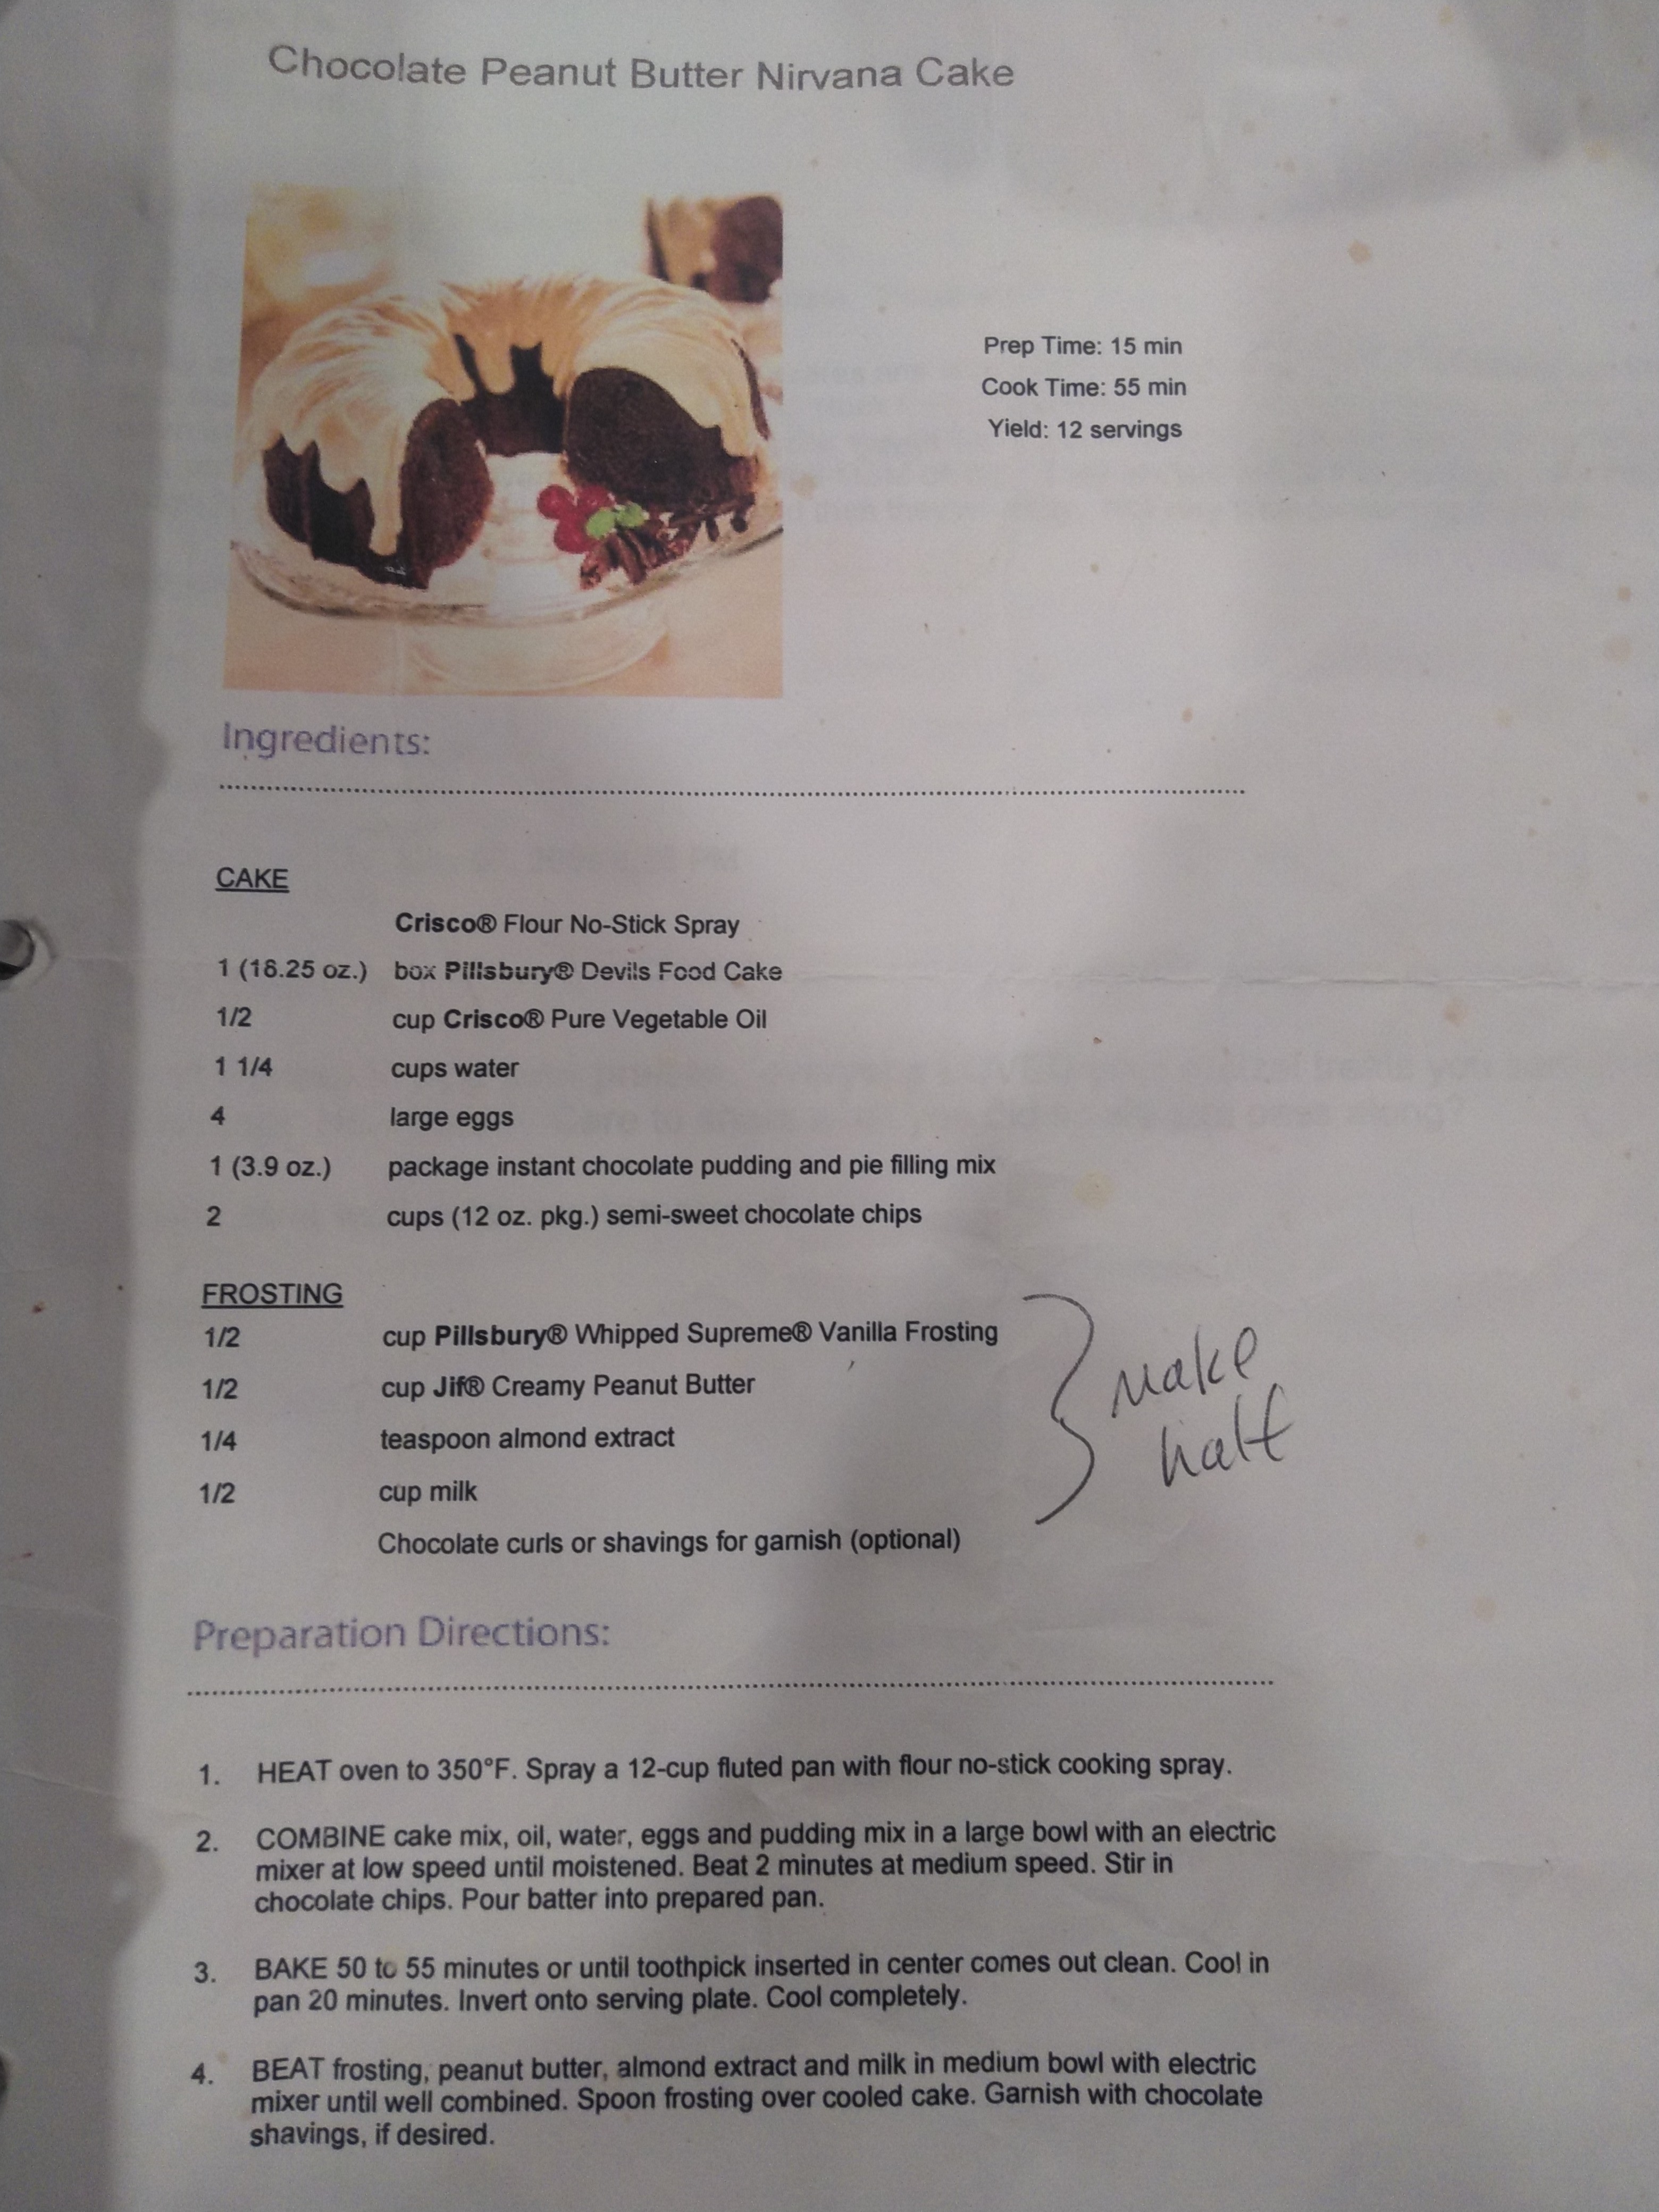 Chocolate Peanut Butter Nirvana Cake
Prep Time: 15 min
Cook Time: 55 min
Yield: 12 servings
Ingredients:
CAKE
Crisco® Flour No-Stick Spray
1 (18.25 oz.) box Pillsbury® Devils Food Cake
1/2 cup Crisco® Pure Vegetable Oil
1 1/4 cups water
4 large eggs
1 (3.9 oz.) package instant chocolate pudding and pie filling mix
2 cups (12 oz. pkg.) semi-sweet chocolate chips
FROSTING
1/2 cup Pillsbury® Whipped Supreme® Vanilla Frosting
1/2 cup Jif® Creamy Peanut Butter
1/4 teaspoon almond extract
1/2 cup milk
Chocolate curls or shavings for garnish (optional)
make
half
Preparation Directions:
1. HEAT oven to 350°F. Spray a 12-cup fluted pan with flour no-stick cooking spray.
2. COMBINE cake mix, oil, water, eggs and pudding mix in a large bowl with an electric
mixer at low speed until moistened. Beat 2 minutes at medium speed. Stir in
chocolate chips. Pour batter into prepared pan.
3. BAKE 50 to 55 minutes or until toothpick inserted in center comes out clean. Cool in
pan 20 minutes. Invert onto serving plate. Cool completely.
4. BEAT frosting, peanut butter, almond extract and milk in medium bowl with electric
mixer until well combined. Spoon frosting over cooled cake. Garnish with chocolate
shavings, if desired.